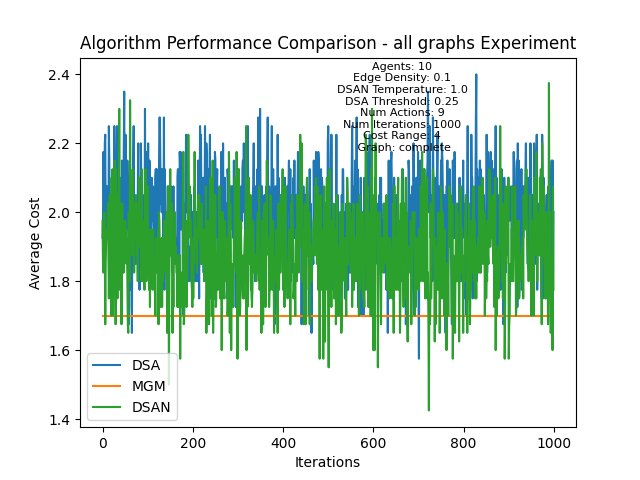 Algorithm Performance Comparison - all graphs Experiment
Agents: 10
Edge Density: 0.1
DSAN Temperature: 1.0
DSA Threshold: 0.25
Num Actions: 9
Num Iterations: 1000
Cost Range: 4
Graph: complete
2.4
2.2
2.0
1.8
1.6
1.4
Average Cost
DSA
MGM
DSAN
0 200 400 600 800 1000
Iterations